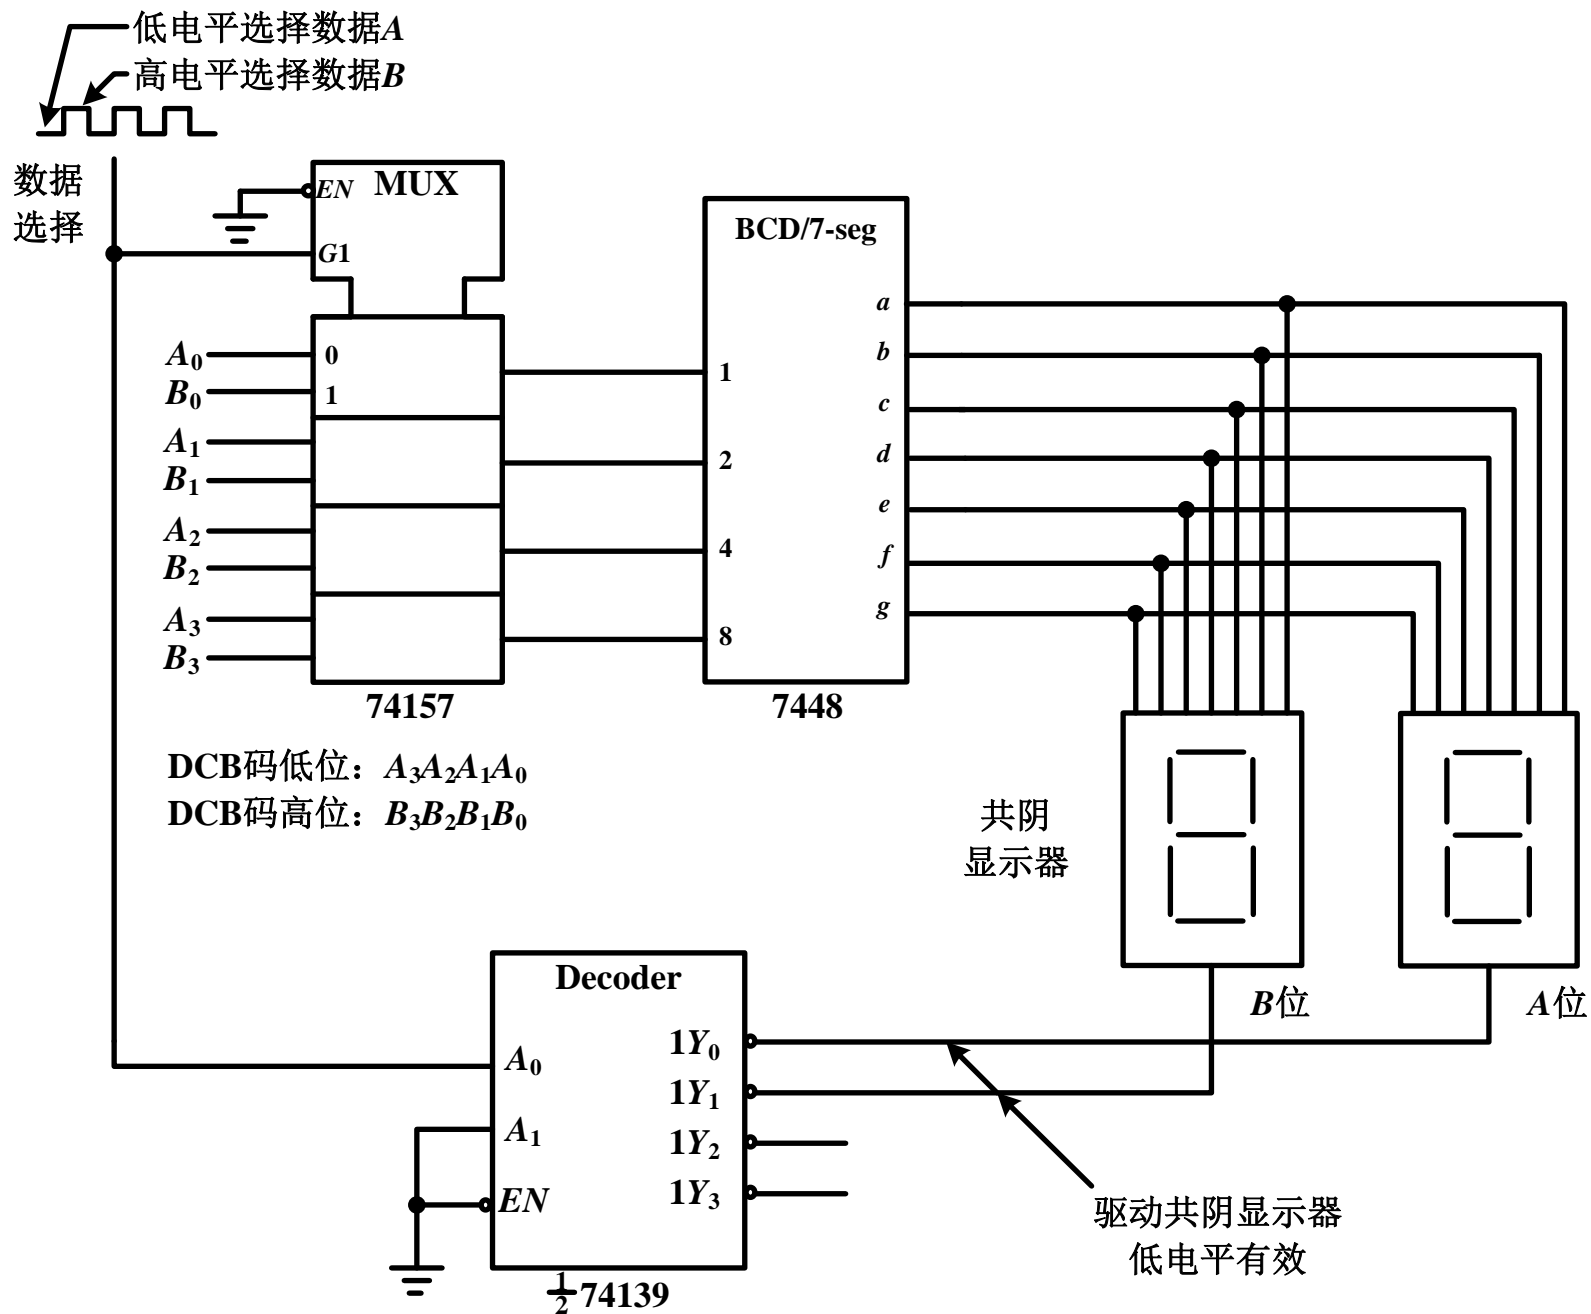 低电平选择数据A
高电平选择数据B
数据
选择
EN
MUX
G1
A0
0
B0
1
A1
B1
A2
B2
A3
B3
74157
BCD/7-seg
a
b
c
d
e
f
g
1
2
4
8
7448
DCB码低位：A3A2A1A0
DCB码高位：B3B2B1B0
共阴
显示器
B位
A位
Decoder
A0
A1
EN
1Y0
1Y1
1Y2
1Y3
1/2 74139
驱动共阴显示器
低电平有效